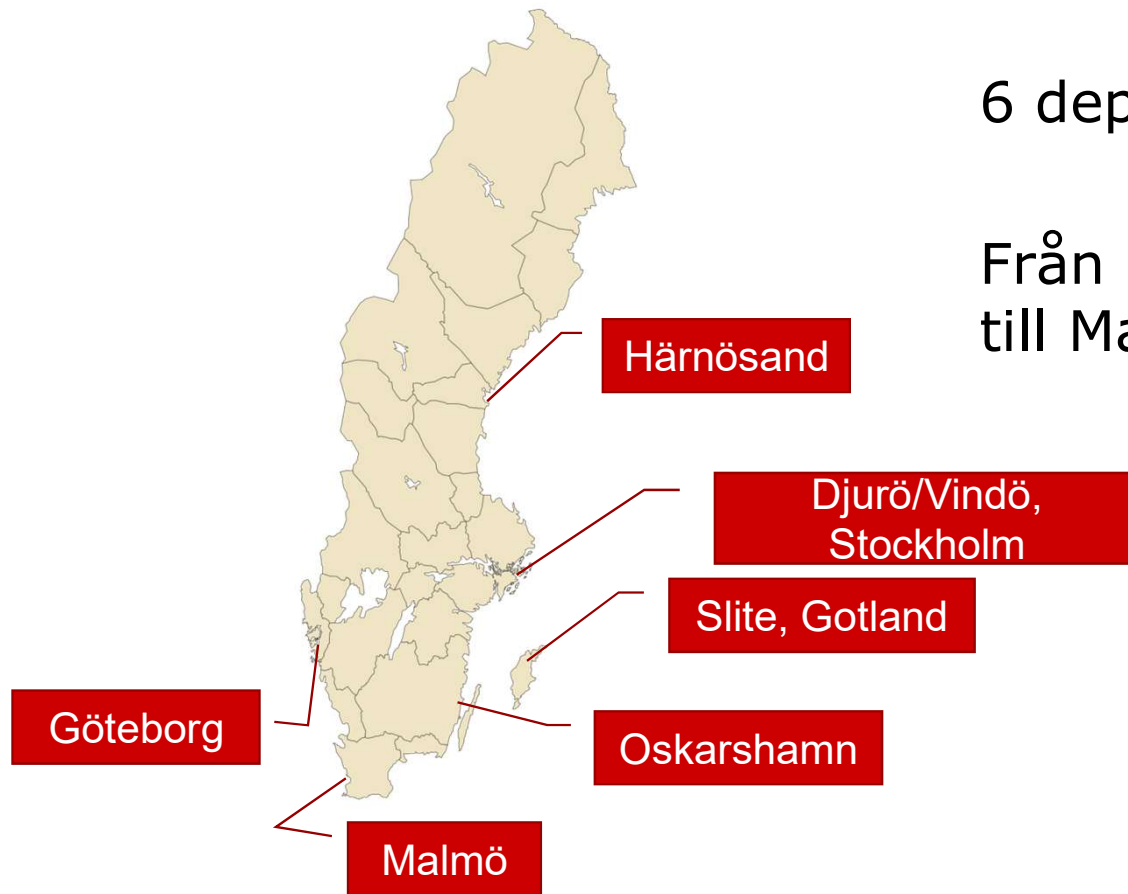 6 dep
Från
till Ma
Härnösand
Djurö/Vindö,
Stockholm
Slite, Gotland
Göteborg
Oskarshamn
Malmö